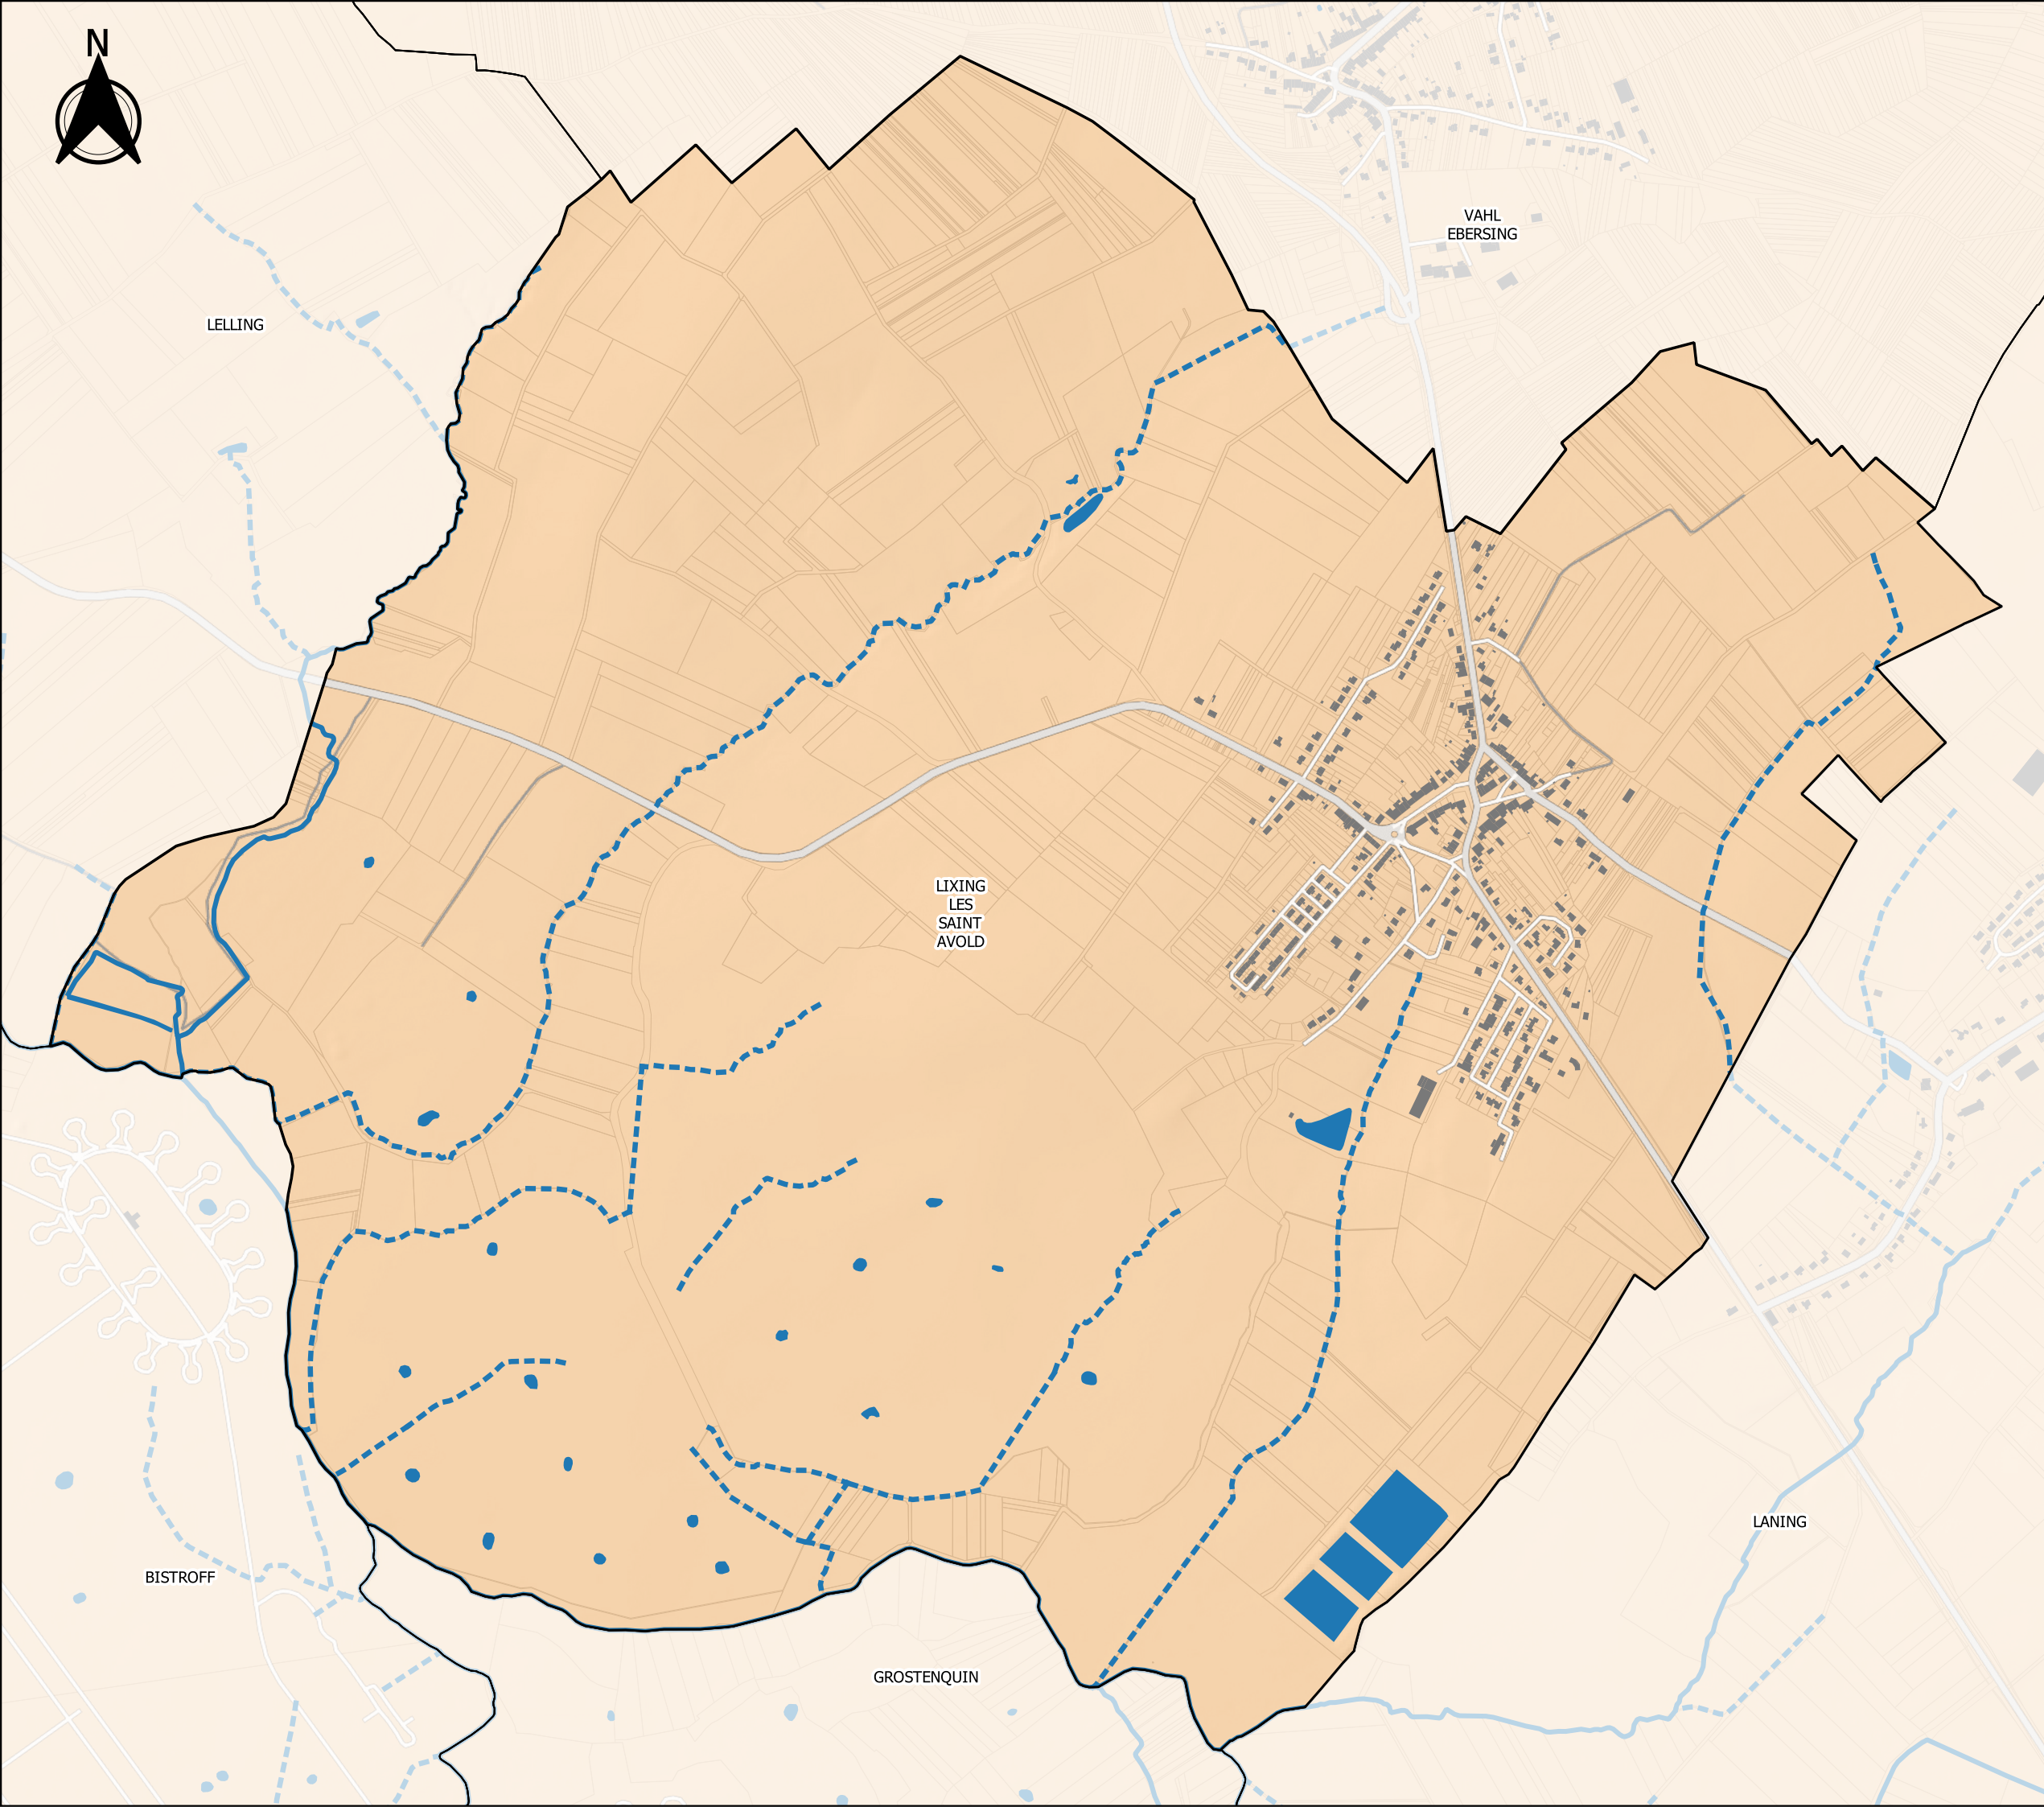 N
VAHL
EBERSING
LELLING
LIXING
LES
SAINT
AVOLD
LANING
BISTROFF
GROSTENQUIN